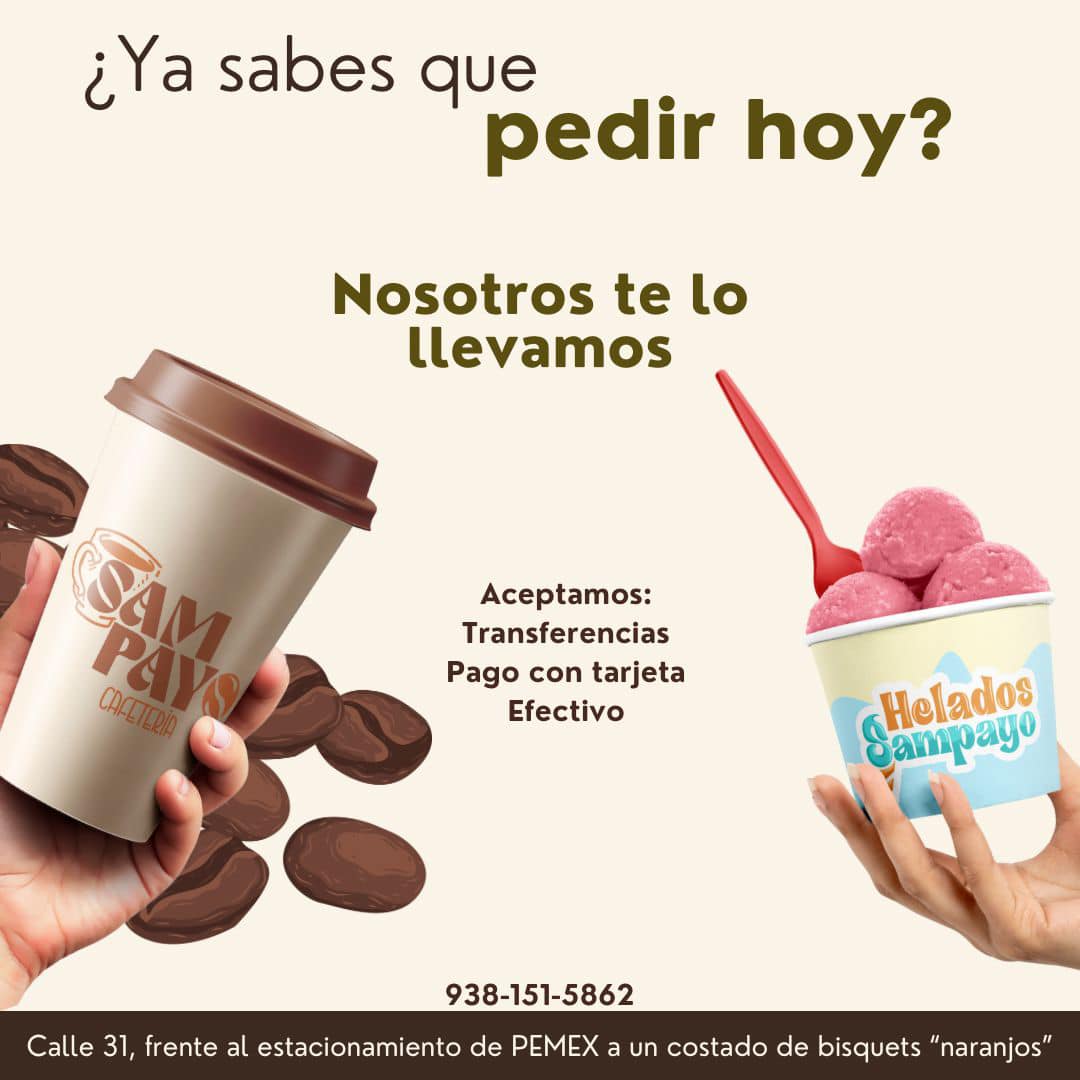 ¿Ya sabes que
pedir hoy?
Nosotros te lo
llevamos
SAM
PAYO
CAFETERIA
Aceptamos:
Transferencias
Pago con tarjeta
Efectivo
Helados
Sampayo
938-151-5862
Calle 31, frente al estacionamiento de PEMEX a un costado de bisquets “naranjos”